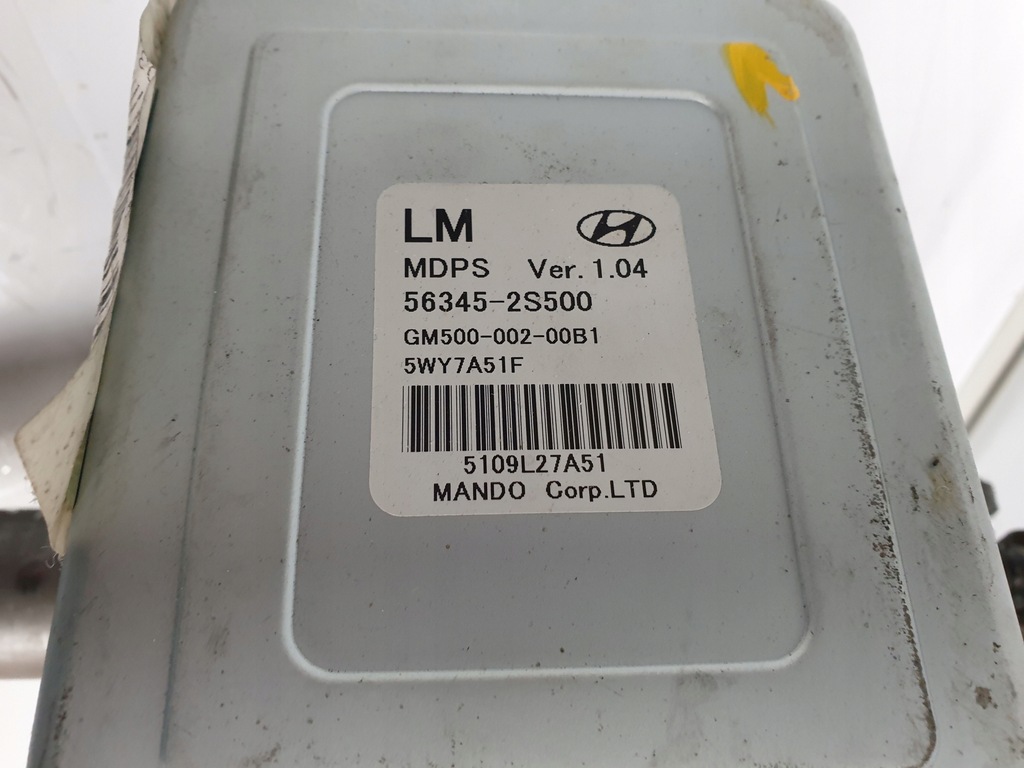 LM
MDPS Ver. 1.04
56345-2S500
GM500-002-00B1
5WY7A51F
5109L27A51
MANDO Corp.LTD